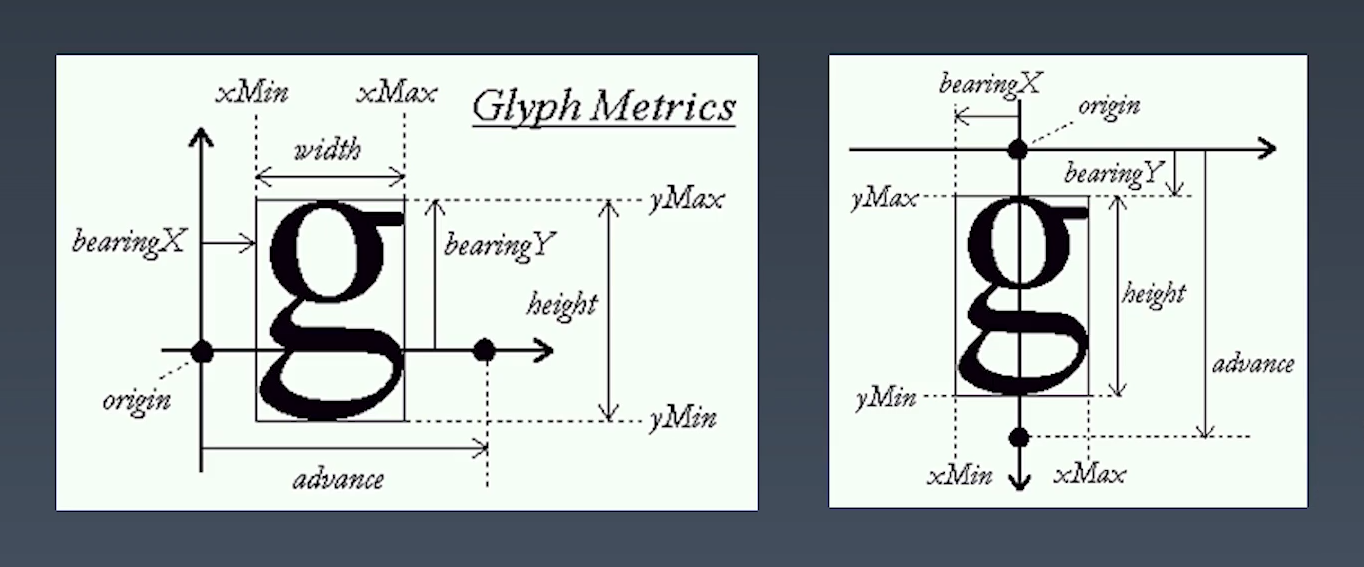 xMin xMax
Glyph Metrics
width
yMax
bearingX
bearingY
height
origin
yMin
advance
bearingX
origin
bearingY
yMax
height
advance
yMin
xMin xMax
g
g